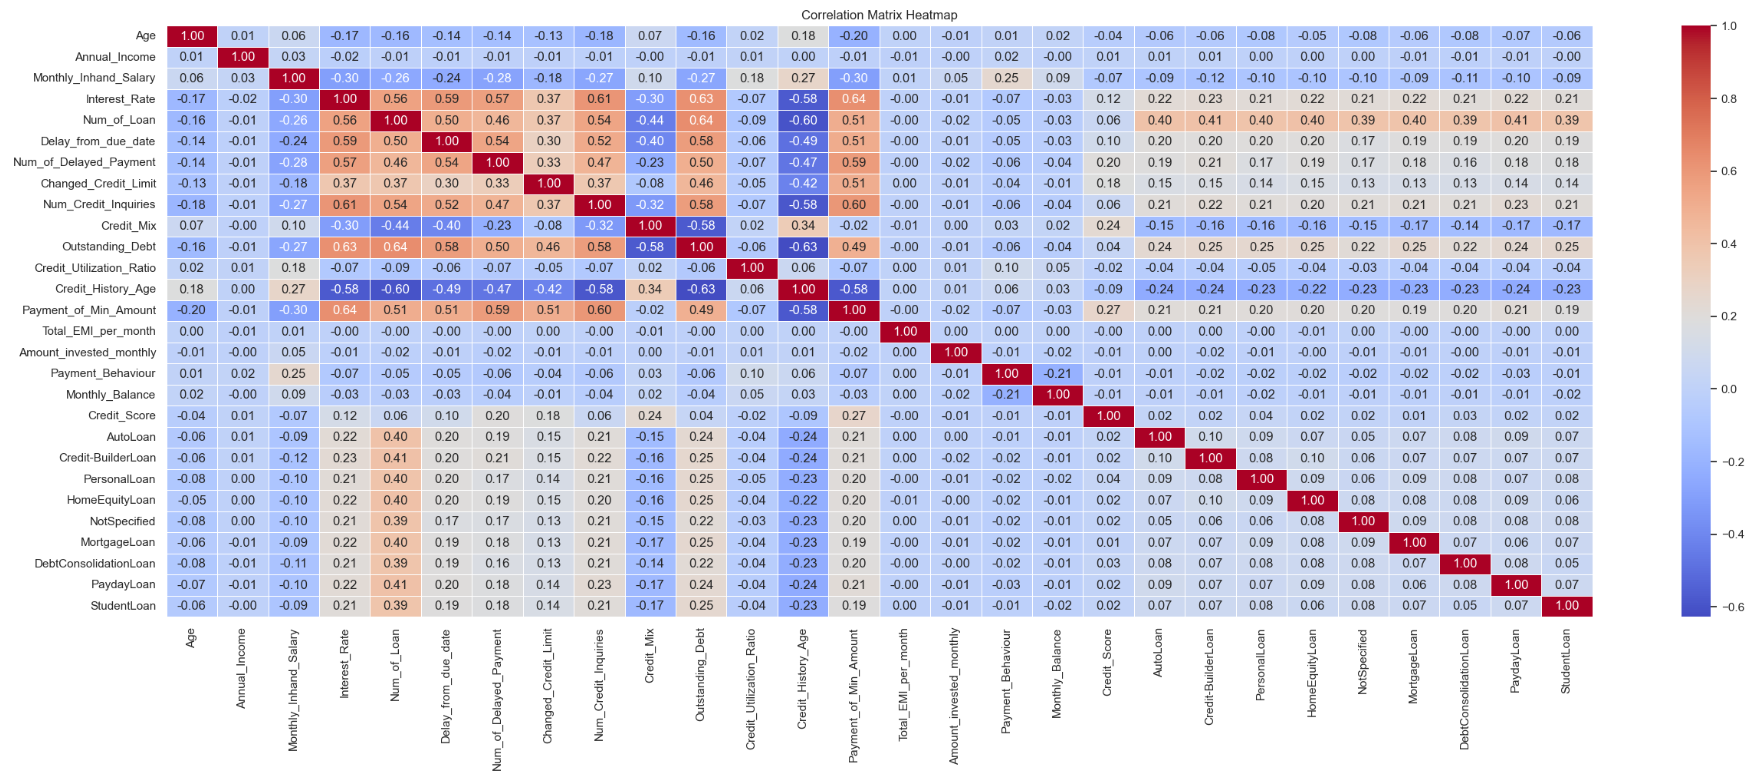 Correlation Matrix Heatmap
Age 1.00 0.01 0.06 -0.17 -0.16 -0.14 -0.14 -0.13 -0.18 0.07 -0.16 0.02 0.18 -0.20 0.00 -0.01 0.01 0.02 -0.04 -0.06 -0.06 -0.08 -0.05 -0.08 -0.06 -0.08 -0.07 -0.06
Annual_Income 0.01 1.00 0.03 -0.02 -0.01 -0.01 -0.01 -0.01 -0.01 -0.00 -0.01 0.01 0.00 -0.01 0.00 -0.00 0.02 0.00 0.01 0.01 0.01 0.00 0.00 0.00 -0.01 -0.01 -0.01 -0.00
Monthly_Inhand_Salary 0.06 0.03 1.00 -0.30 -0.26 -0.24 -0.28 -0.18 -0.27 0.10 -0.27 0.18 0.27 -0.30 0.01 0.05 0.25 0.09 -0.07 -0.09 -0.12 -0.10 -0.10 -0.10 -0.09 -0.11 -0.10 -0.09
Interest_Rate -0.17 -0.02 -0.30 1.00 0.56 0.59 0.57 0.37 0.61 -0.30 0.63 -0.07 -0.58 0.64 -0.00 -0.01 -0.07 -0.03 0.12 0.22 0.23 0.21 0.22 0.21 0.22 0.21 0.22 0.21
Num_of_Loan -0.16 -0.01 -0.26 0.56 1.00 0.50 0.46 0.37 0.54 -0.44 0.64 -0.09 -0.60 0.51 -0.00 -0.02 -0.05 -0.03 0.06 0.40 0.41 0.40 0.40 0.39 0.40 0.39 0.41 0.39
Delay_from_due_date -0.14 -0.01 -0.24 0.59 0.50 1.00 0.54 0.30 0.52 -0.40 0.58 -0.06 -0.49 0.51 -0.00 -0.01 -0.05 -0.03 0.10 0.20 0.20 0.20 0.20 0.17 0.19 0.19 0.20 0.19
Num_of_Delayed_Payment -0.14 -0.01 -0.28 0.57 0.46 0.54 1.00 0.33 0.47 -0.23 0.50 -0.07 -0.47 0.59 -0.00 -0.02 -0.06 -0.04 0.20 0.19 0.21 0.17 0.19 0.17 0.18 0.16 0.18 0.18
Changed_Credit_Limit -0.13 -0.01 -0.18 0.37 0.37 0.30 0.33 1.00 0.37 -0.08 0.46 -0.05 -0.42 0.51 0.00 -0.01 -0.04 -0.01 0.18 0.15 0.15 0.14 0.15 0.13 0.13 0.13 0.14 0.14
Num_Credit_Inquiries -0.18 -0.01 -0.27 0.61 0.54 0.52 0.47 0.37 1.00 -0.32 0.58 -0.07 -0.58 0.60 -0.00 -0.01 -0.06 -0.04 0.06 0.21 0.22 0.21 0.20 0.21 0.21 0.21 0.23 0.21
Credit_Mix 0.07 -0.00 0.10 -0.30 -0.44 -0.40 -0.23 -0.08 -0.32 1.00 -0.58 0.02 0.34 -0.02 -0.01 0.00 0.03 0.02 0.24 -0.15 -0.16 -0.16 -0.16 -0.15 -0.17 -0.14 -0.17 -0.17
Outstanding_Debt -0.16 -0.01 -0.27 0.63 0.64 0.58 0.50 0.46 0.58 -0.58 1.00 -0.06 -0.63 0.49 0.00 -0.01 -0.06 -0.04 0.04 0.24 0.25 0.25 0.25 0.22 0.25 0.22 0.24 0.25
Credit_Utilization_Ratio 0.02 0.01 0.18 -0.07 -0.09 -0.06 -0.07 -0.05 -0.07 0.02 -0.06 1.00 0.06 -0.07 0.00 0.01 0.10 0.05 -0.02 -0.04 -0.04 -0.05 -0.04 -0.03 -0.04 -0.04 -0.04 -0.04
Credit_History_Age 0.18 0.00 0.27 -0.58 -0.60 -0.49 -0.47 -0.42 -0.58 0.34 -0.63 0.06 1.00 -0.58 0.00 0.01 0.06 0.03 -0.09 -0.24 -0.24 -0.23 -0.22 -0.23 -0.23 -0.23 -0.24 -0.23
Payment_of_Min_Amount -0.20 -0.01 -0.30 0.64 0.51 0.51 0.59 0.51 0.60 -0.02 0.49 -0.07 -0.58 1.00 -0.00 -0.02 -0.07 -0.03 0.27 0.21 0.21 0.20 0.20 0.20 0.19 0.20 0.21 0.19
Total_EMI_per_month 0.00 0.00 0.01 -0.00 -0.00 -0.00 -0.00 0.00 -0.00 -0.01 0.00 0.00 0.00 -0.00 1.00 0.00 0.00 0.00 -0.00 0.00 0.00 -0.00 -0.01 0.00 -0.00 -0.00 -0.00 0.00
Amount_invested_monthly -0.01 -0.00 0.05 -0.01 -0.02 -0.01 -0.02 -0.01 -0.01 0.00 -0.01 0.01 0.01 -0.02 0.00 1.00 -0.01 -0.02 -0.01 0.00 -0.02 -0.01 -0.00 -0.01 -0.01 -0.00 -0.01 -0.01
Payment_Behaviour 0.01 0.02 0.25 -0.07 -0.05 -0.05 -0.06 -0.04 -0.06 0.03 -0.06 0.10 0.06 -0.07 0.00 -0.01 1.00 -0.21 -0.01 -0.01 -0.02 -0.02 -0.02 -0.02 -0.02 -0.02 -0.03 -0.01
Monthly_Balance 0.02 0.00 0.09 -0.03 -0.03 -0.03 -0.04 -0.01 -0.04 0.02 -0.04 0.05 0.03 -0.03 0.00 -0.02 -0.21 1.00 -0.01 -0.01 -0.01 -0.02 -0.01 -0.01 -0.01 -0.01 -0.01 -0.02
Credit_Score -0.04 0.01 -0.07 0.12 0.06 0.10 0.20 0.18 0.06 0.24 0.04 -0.02 -0.09 0.27 -0.00 -0.01 -0.01 -0.01 1.00 0.02 0.02 0.04 0.02 0.02 0.01 0.03 0.02 0.02
AutoLoan -0.06 0.01 -0.09 0.22 0.40 0.20 0.19 0.15 0.21 -0.15 0.24 -0.04 -0.24 0.21 0.00 0.00 -0.01 -0.01 0.02 1.00 0.10 0.09 0.07 0.05 0.07 0.08 0.09 0.07
Credit-BuilderLoan -0.06 0.01 -0.12 0.23 0.41 0.20 0.21 0.15 0.22 -0.16 0.25 -0.04 -0.24 0.21 0.00 -0.02 -0.02 -0.01 0.02 0.10 1.00 0.08 0.10 0.06 0.07 0.07 0.07 0.07
PersonalLoan -0.08 0.00 -0.10 0.21 0.40 0.20 0.17 0.14 0.21 -0.16 0.25 -0.05 -0.23 0.20 -0.00 -0.01 -0.02 -0.02 0.04 0.09 0.08 1.00 0.09 0.06 0.09 0.08 0.07 0.08
HomeEquityLoan -0.05 0.00 -0.10 0.22 0.40 0.20 0.19 0.15 0.20 -0.16 0.25 -0.04 -0.22 0.20 -0.01 -0.00 -0.02 -0.01 0.02 0.07 0.10 0.09 1.00 0.08 0.08 0.08 0.09 0.06
NotSpecified -0.08 0.00 -0.10 0.21 0.39 0.17 0.17 0.13 0.21 -0.15 0.22 -0.03 -0.23 0.20 0.00 -0.01 -0.02 -0.01 0.02 0.05 0.06 0.06 0.08 1.00 0.09 0.08 0.08 0.08
MortgageLoan -0.06 -0.01 -0.09 0.22 0.40 0.19 0.18 0.13 0.21 -0.17 0.25 -0.04 -0.23 0.19 -0.00 -0.01 -0.02 -0.01 0.01 0.07 0.07 0.09 0.08 0.09 1.00 0.07 0.06 0.07
DebtConsolidationLoan -0.08 -0.01 -0.11 0.21 0.39 0.19 0.16 0.13 0.21 -0.14 0.22 -0.04 -0.23 0.20 -0.00 -0.00 -0.02 -0.01 0.03 0.08 0.07 0.08 0.08 0.08 0.07 1.00 0.08 0.05
PaydayLoan -0.07 -0.01 -0.10 0.22 0.41 0.20 0.18 0.14 0.23 -0.17 0.24 -0.04 -0.24 0.21 -0.00 -0.01 -0.03 -0.01 0.02 0.09 0.07 0.07 0.09 0.08 0.06 0.08 1.00 0.07
StudentLoan -0.06 -0.00 -0.09 0.21 0.39 0.19 0.18 0.14 0.21 -0.17 0.25 -0.04 -0.23 0.19 0.00 -0.01 -0.01 -0.02 0.02 0.07 0.07 0.08 0.06 0.08 0.07 0.05 0.07 1.00
Age
Annual_Income
Monthly_Inhand_Salary
Interest_Rate
Num_of_Loan
Delay_from_due_date
Num_of_Delayed_Payment
Changed_Credit_Limit
Num_Credit_Inquiries
Credit_Mix
Outstanding_Debt
Credit_Utilization_Ratio
Credit_History_Age
Payment_of_Min_Amount
Total_EMI_per_month
Amount_invested_monthly
Payment_Behaviour
Monthly_Balance
Credit_Score
AutoLoan
Credit-BuilderLoan
PersonalLoan
HomeEquityLoan
NotSpecified
MortgageLoan
DebtConsolidationLoan
PaydayLoan
StudentLoan
1.0
0.8
0.6
0.4
0.2
0.0
−0.2
−0.4
−0.6